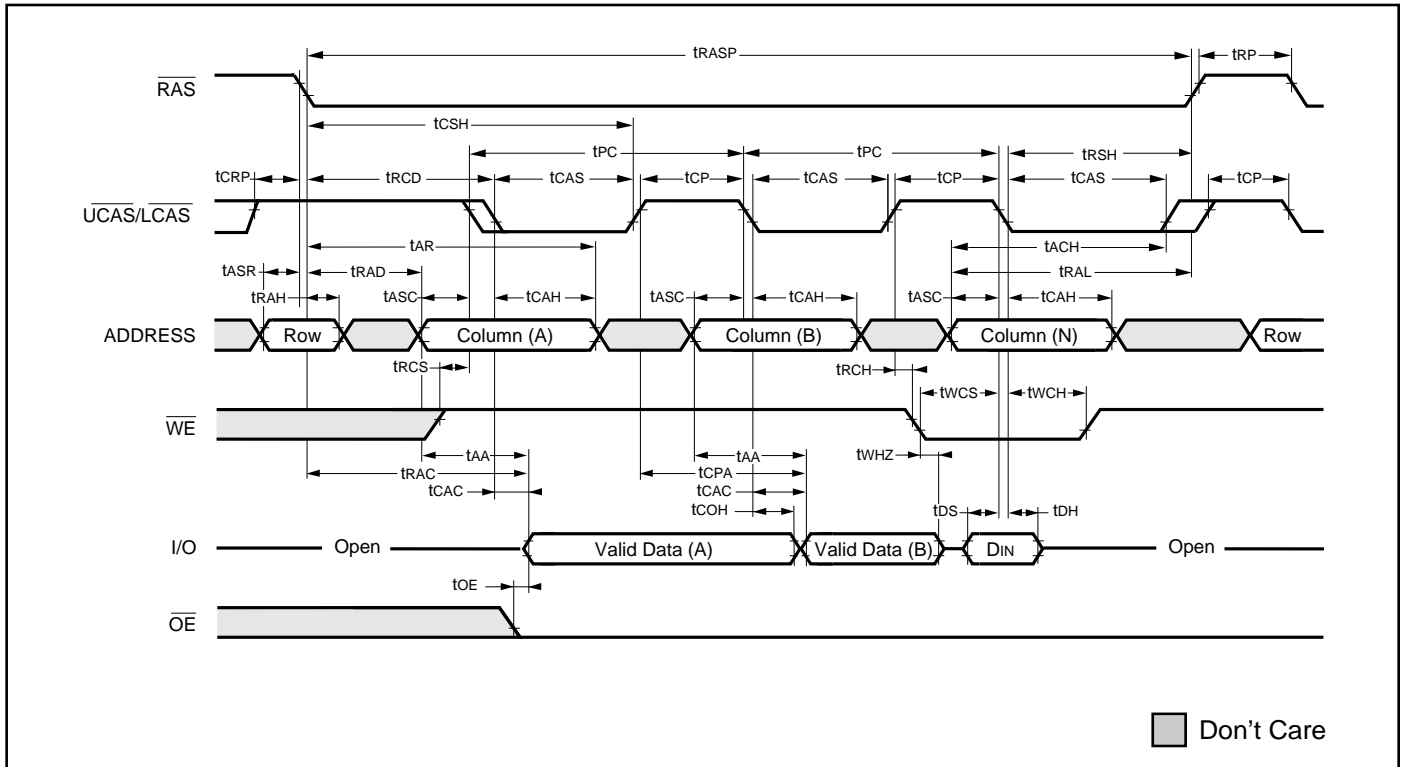 tRASP tRP
RAS
tCSH
tPC tPC tRSH
tCRP tRCD tCAS tCP tCAS tCP tCAS tCP
UCAS/LCAS
tAR tACH
tASR tRAD tRAL
tRAH tASC tCAH tASC tCAH tASC tCAH
ADDRESS Row Column (A) Column (B) Column (N) Row
tRCS tRCH
tWCS tWCH
WE
tAA tAA tWHZ
tRAC tCPA
tCAC tCAC
tCOH tDS tDH
I/O Open Valid Data (A) Valid Data (B) DIN Open
tOE
OE
Don't Care